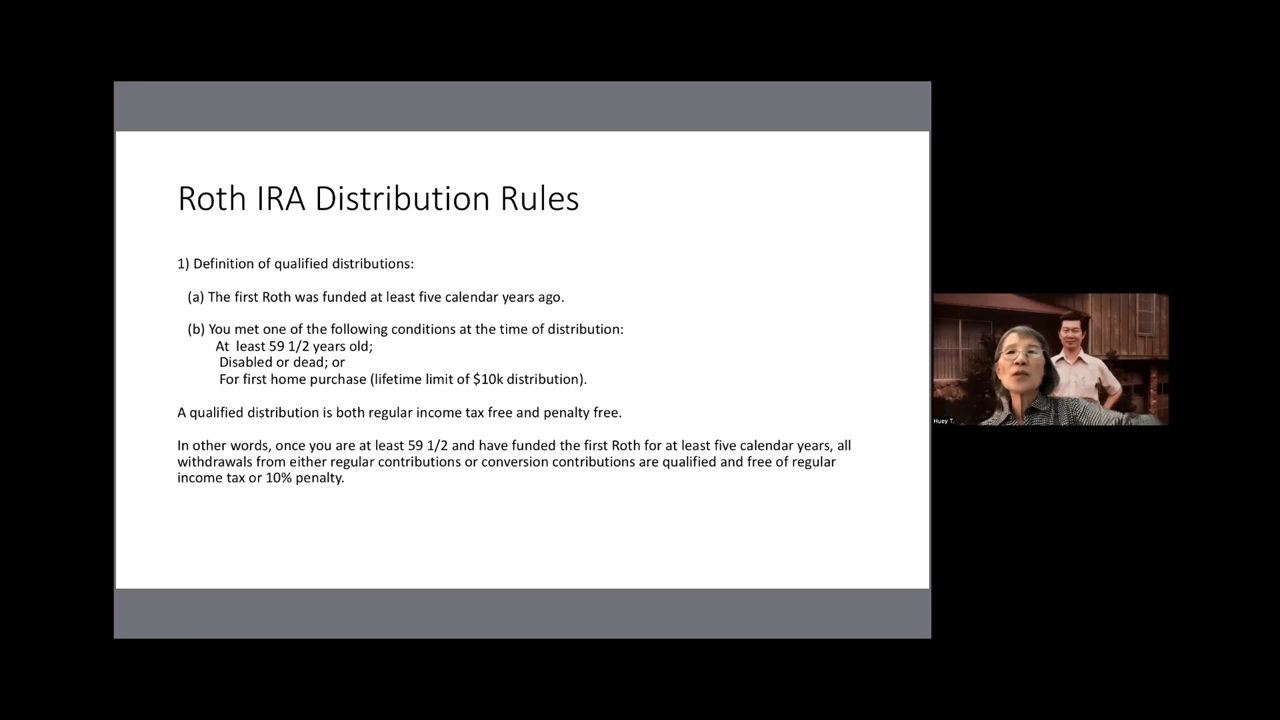 Roth IRA Distribution Rules
1) Definition of qualified distributions:
(a) The first Roth was funded at least five calendar years ago.
(b) You met one of the following conditions at the time of distribution:
At least 59 1/2 years old;
Disabled or dead; or
For first home purchase (lifetime limit of $10k distribution).
A qualified distribution is both regular income tax free and penalty free.
In other words, once you are at least 59 1/2 and have funded the first Roth for at least five calendar years, all
withdrawals from either regular contributions or conversion contributions are qualified and free of regular
income tax or 10% penalty.
Huey T.